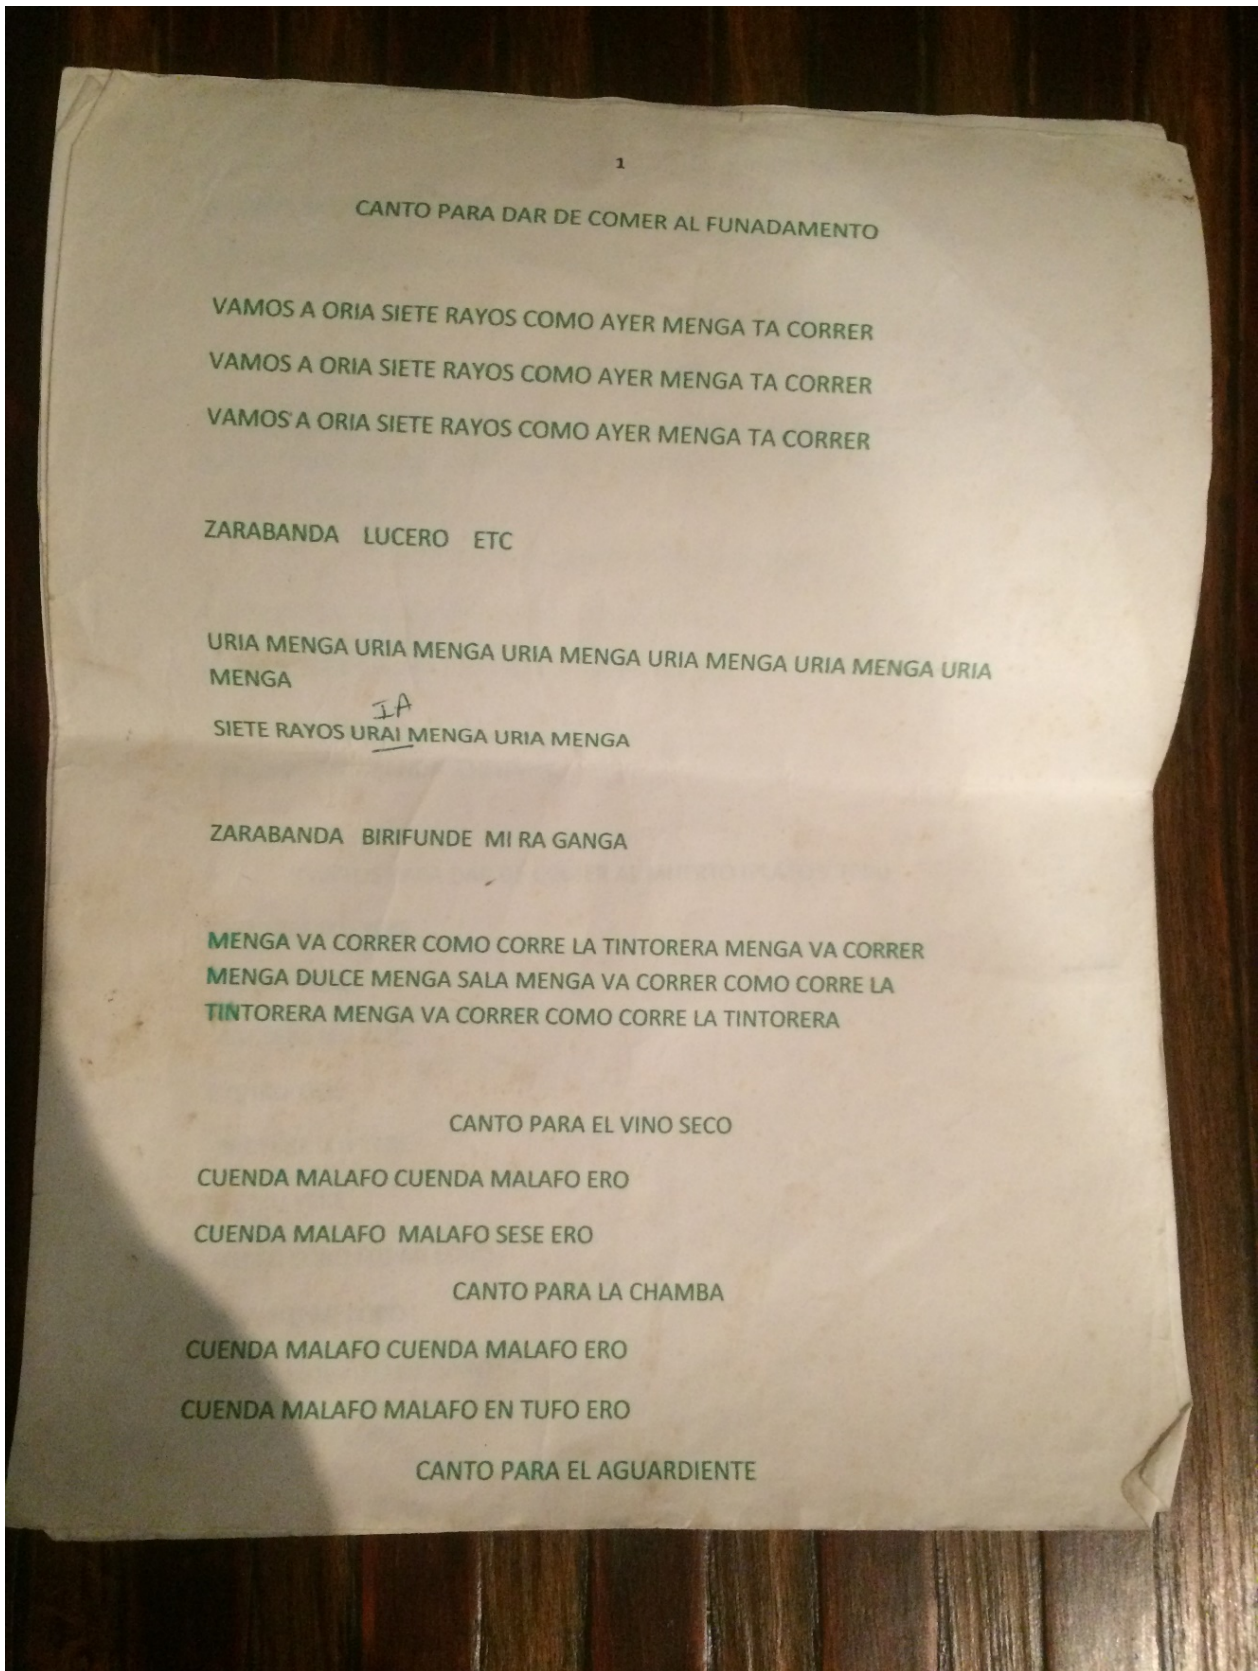 1
CANTO PARA DAR DE COMER AL FUNADAMENTO
VAMOS A ORIA SIETE RAYOS COMO AYER MENGA TA CORRER
VAMOS A ORIA SIETE RAYOS COMO AYER MENGA TA CORRER
VAMOS A ORIA SIETE RAYOS COMO AYER MENGA TA CORRER
ZARABANDA LUCERO ETC
URIA MENGA URIA MENGA URIA MENGA URIA MENGA URIA MENGA URIA
MENGA
IA
SIETE RAYOS URAI MENGA URIA MENGA
ZARABANDA BIRIFUNDE MI RA GANGA
MENGA VA CORRER COMO CORRE LA TINTORERA MENGA VA CORRER
MENGA DULCE MENGA SALA MENGA VA CORRER COMO CORRE LA
TINTORERA MENGA VA CORRER COMO CORRE LA TINTORERA
CANTO PARA EL VINO SECO
CUENDA MALAFO CUENDA MALAFO ERO
CUENDA MALAFO MALAFO SESE ERO
CANTO PARA LA CHAMBA
CUENDA MALAFO CUENDA MALAFO ERO
CUENDA MALAFO MALAFO EN TUFO ERO
CANTO PARA EL AGUARDIENTE